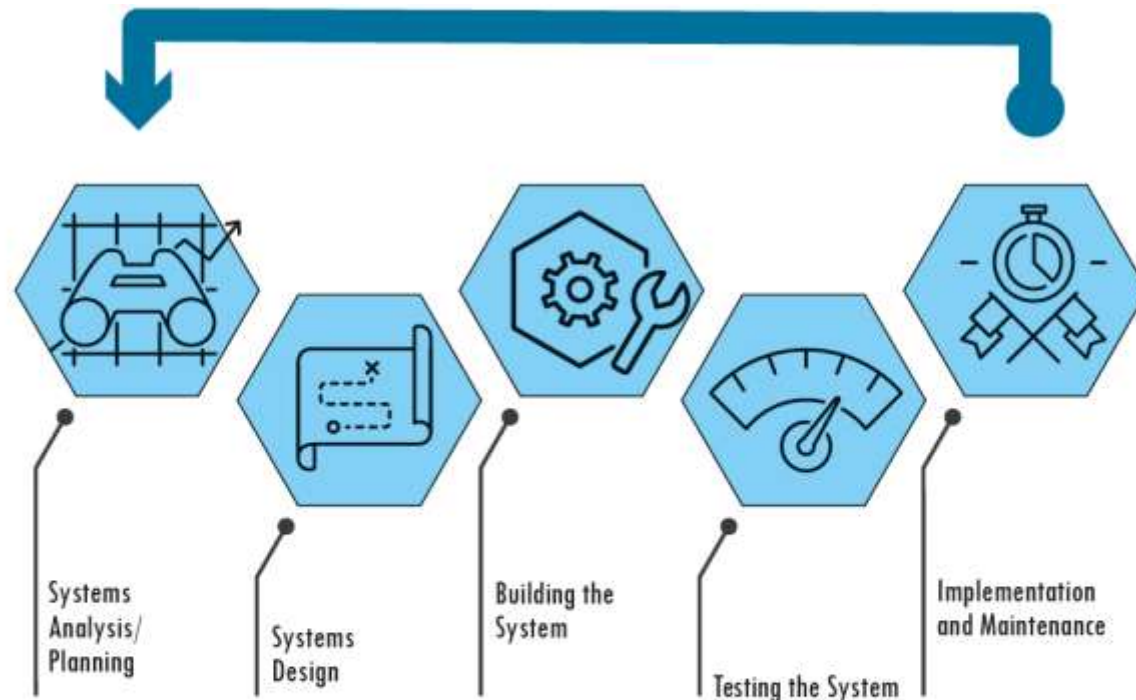 Systems
Analysis/
Planning
Systems
Design
Building the
System
Testing the System
Implementation
and Maintenance